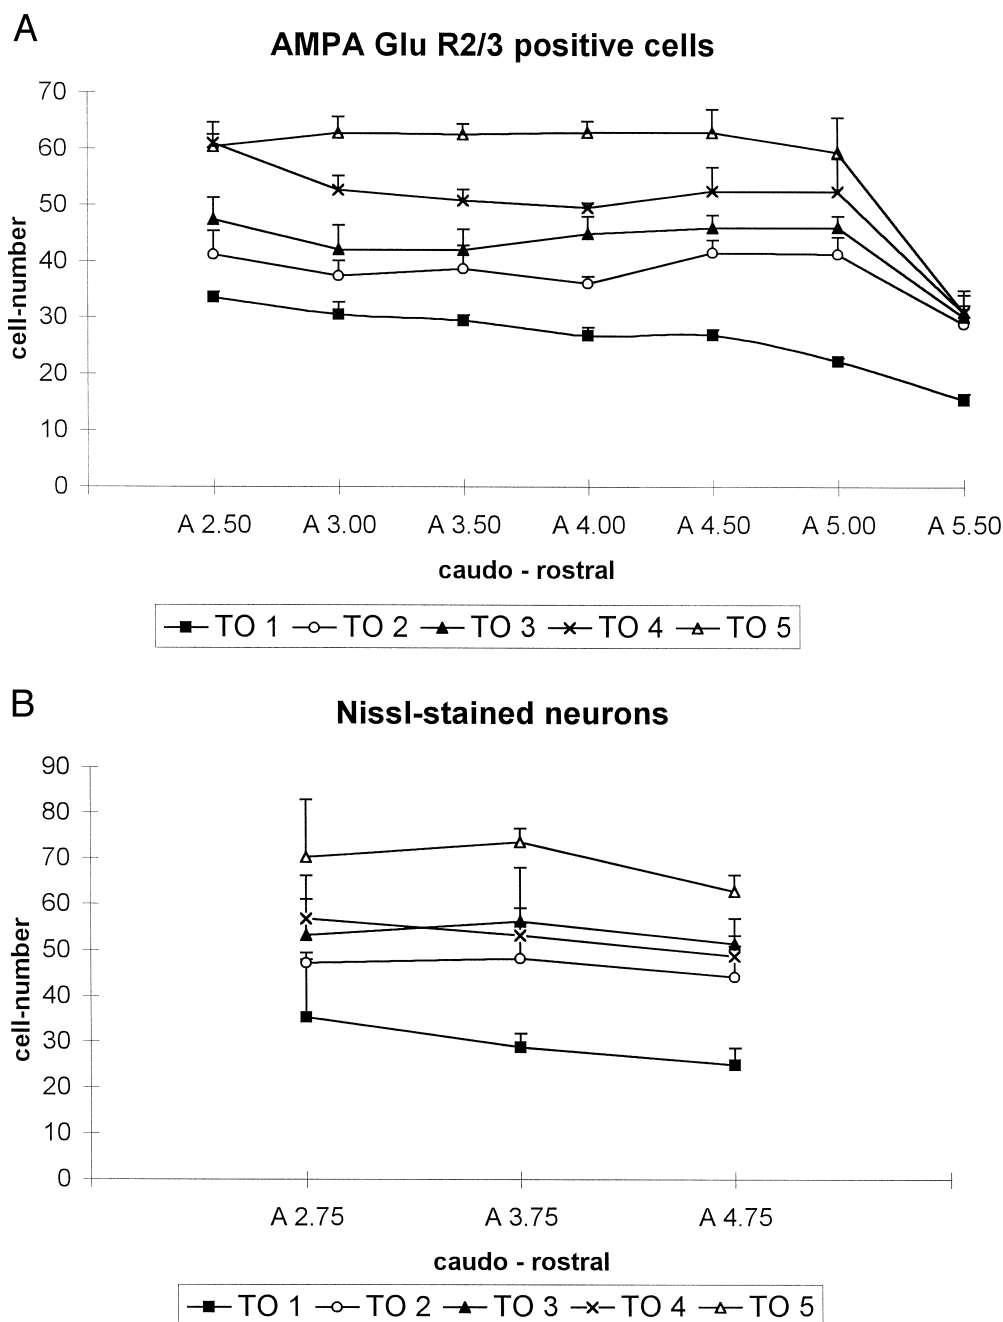 A
AMPA Glu R2/3 positive cells
70
60
50
40
30
20
10
0
cell-number
A 2.50 A 3.00 A 3.50 A 4.00 A 4.50 A 5.00 A 5.50
caudo - rostral
TO 1 TO 2 TO 3 TO 4 TO 5
B
Nissl-stained neurons
90
80
70
60
50
40
30
20
10
0
cell-number
A 2.75 A 3.75 A 4.75
caudo - rostral
TO 1 TO 2 TO 3 TO 4 TO 5